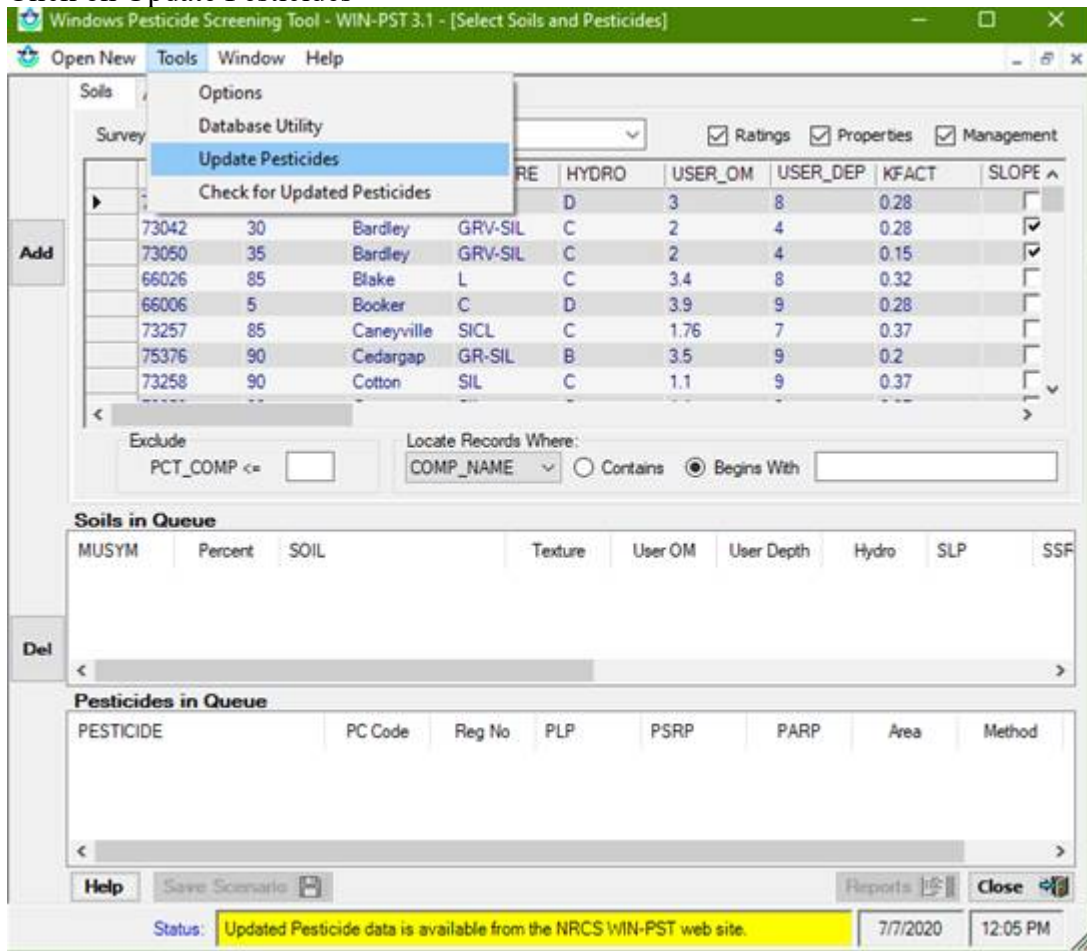 Windows Pesticide Screening Tool - WIN-PST 3.1 - [Select Soils and Pesticides]
Open New Tools Window Help
Soils
Options
Database Utility
Update Pesticides
Check for Updated Pesticides
Survey
Ratings Properties Management
RE HYDRO USER_OM USER_DEP KFACT SLOPE
D 3 8 0.28
73042 30 Bardley GRV-SIL C 2 4 0.28
Add 73050 35 Bardley GRV-SIL C 2 4 0.15
66026 85 Blake L C 3.4 8 0.32
66006 5 Booker C D 3.9 9 0.28
73257 85 Caneyville SICL C 1.76 7 0.37
75376 90 Cedargap GR-SIL B 3.5 9 0.2
73258 90 Cotton SIL C 1.1 9 0.37
Exclude Locate Records Where:
PCT_COMP <= COMP_NAME Contains Begins With
Soils in Queue
MUSYM Percent SOIL Texture User OM User Depth Hydro SLP SSR
Del
Pesticides in Queue
PESTICIDE PC Code Reg No PLP PSRP PARP Area Method
Help Save Scenario Reports Close
Status: Updated Pesticide data is available from the NRCS WIN-PST web site. 7/7/2020 12:05 PM